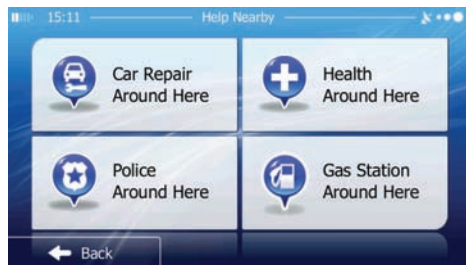 15:11 Help Nearby
Car Repair
Around Here
Health
Around Here
Police
Around Here
Gas Station
Around Here
Back